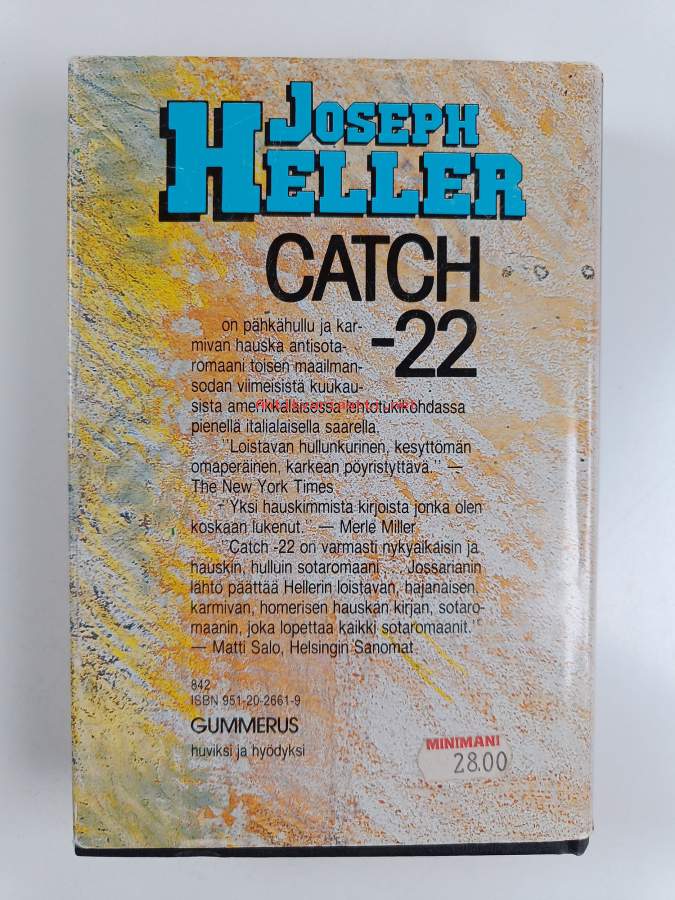 JOSEPH
HELLER
CATCH
-22
on pähkähullu ja kar-
mivan hauska antisota-
romaani toisen maailman-
sodan viimeisistä kuukau-
sista amerikkalaisessa lentotukikohdassa
pienellä italialaisella saarella.
"Loistavan hullunkurinen, kesyttömän
omaperäinen, karkean pöyristyttävä." —
The New York Times
"Yksi hauskimmista kirjoista jonka olen
koskaan lukenut." — Merle Miller
"Catch -22 on varmasti nykyaikaisin ja
hauskin, hulluin sotaromaani ... Jossarianin
lähtö päättää Hellerin loistavan, hajanaisen,
karmivan, homerisen hauskan kirjan, sotaro-
maanin, joka lopettaa kaikki sotaromaanit."
— Matti Salo, Helsingin Sanomat
842
ISBN 951-20-2661-9
GUMMERUS
huviksi ja hyödyksi
MINIMANI
28.00